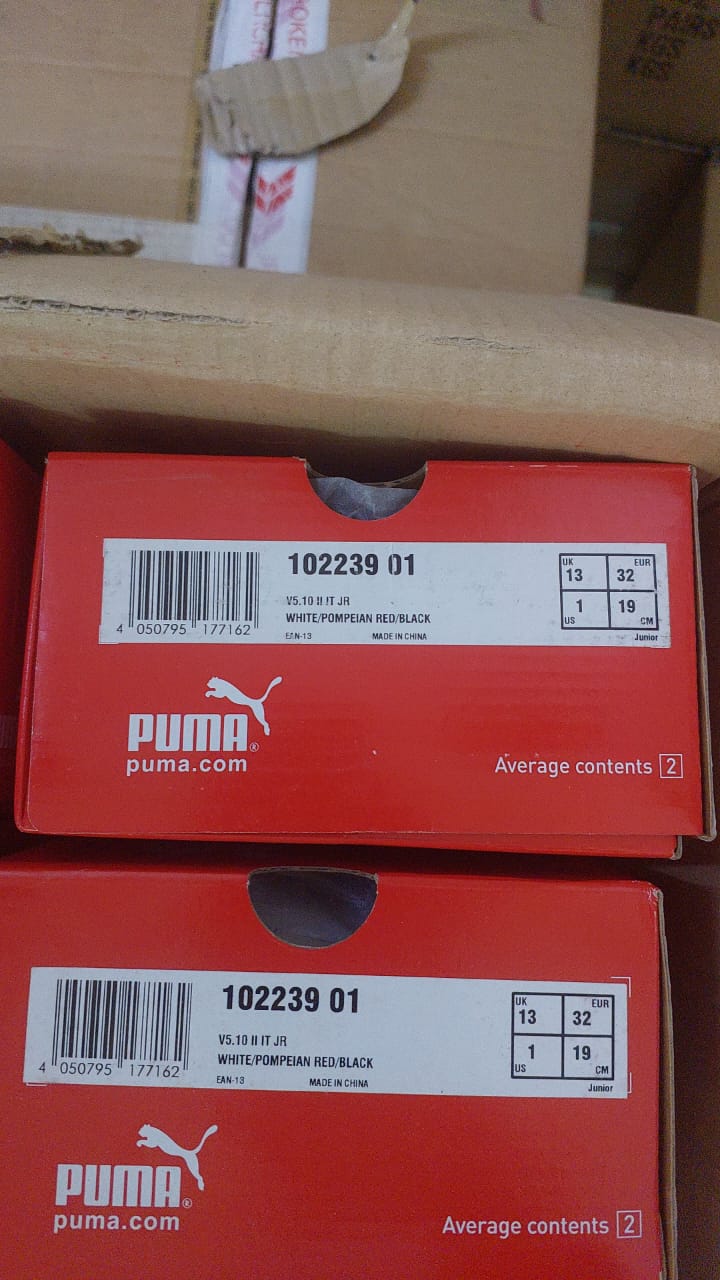 PAIRS
KGS
KGS
102239 01
V5.10 II IT JR
WHITE/POMPEIAN RED/BLACK
4 050795 177162
EAN-13 MADE IN CHINA
UK 13 32 EUR
1 US 19 CM
Junior
PUMA®
puma.com
Average contents 2
102239 01
V5.10 II IT JR
WHITE/POMPEIAN RED/BLACK
4 050795 177162
EAN-13 MADE IN CHINA
UK 13 32 EUR
1 US 19 CM
Junior
PUMA®
puma.com
Average contents 2